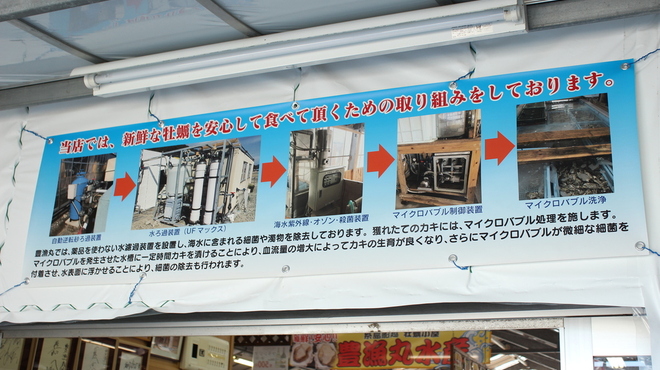 当店では、新鮮な牡蠣を安心して食べて頂くための取り組みをしております。
自動逆転砂ろ過装置
水ろ過装置(UFマックス)
海水紫外線・オゾン・殺菌装置
マイクロバブル制御装置
マイクロバブル洗浄
豊漁丸では、薬品を使わない水濾過装置を設置し、海水に含まれる細菌や濁物を除去しております。獲れたてのカキには、マイクロバブル処理を施します。
マイクロバブルを発生させた水槽に一定時間カキを漬けることにより、血流量の増大によってカキの生育が良くなり、さらにマイクロバブルが微細な細菌を
付着させ、水表面に浮かせることにより、細菌の除去も行われます。
豊漁丸水産